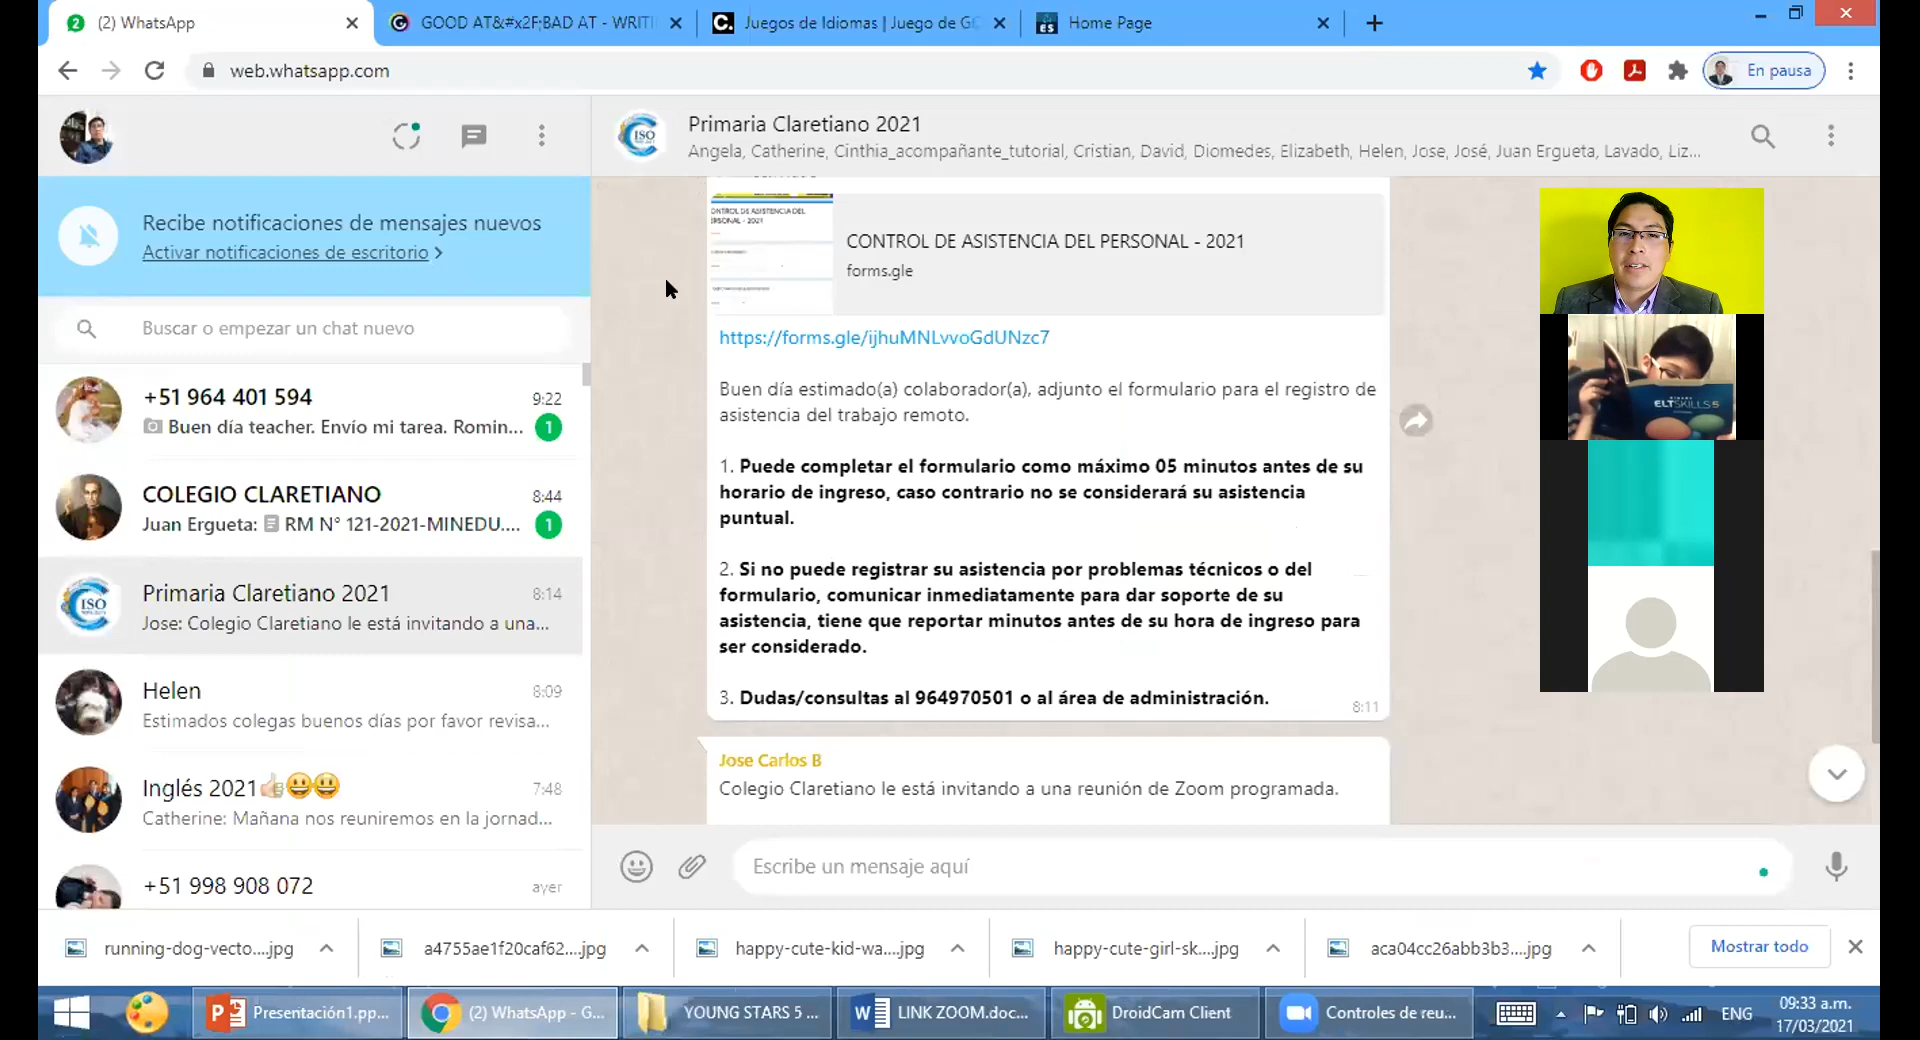 (2) WhatsApp
GOOD AT&#x2F;BAD AT - WRITI
Juegos de Idiomas | Juego de GO
Home Page
web.whatsapp.com
En pausa
Primaria Claretiano 2021
Angela, Catherine, Cinthia_acompañante_tutorial, Cristian, David, Diomedes, Elizabeth, Helen, Jose, José, Juan Ergueta, Lavado, Liz...
Recibe notificaciones de mensajes nuevos
Activar notificaciones de escritorio >
Buscar o empezar un chat nuevo
+51 964 401 594
9:22
Buen día teacher. Envío mi tarea. Romin...
1
COLEGIO CLARETIANO
8:44
Juan Ergueta: RM N° 121-2021-MINEDU....
1
ISO
Primaria Claretiano 2021
8:14
Jose: Colegio Claretiano le está invitando a una...
Helen
8:09
Estimados colegas buenos días por favor revisa...
Inglés 2021👍😃😃
7:48
Catherine: Mañana nos reuniremos en la jornad...
+51 998 908 072
ayer
ISO
CONTROL DE ASISTENCIA DEL
PERSONAL - 2021
CONTROL DE ASISTENCIA DEL PERSONAL - 2021
forms.gle
https://forms.gle/ijhuMNLvvoGdUNzc7
Buen día estimado(a) colaborador(a), adjunto el formulario para el registro de
asistencia del trabajo remoto.
1. Puede completar el formulario como máximo 05 minutos antes de su
horario de ingreso, caso contrario no se considerará su asistencia
puntual.
2. Si no puede registrar su asistencia por problemas técnicos o del
formulario, comunicar inmediatamente para dar soporte de su
asistencia, tiene que reportar minutos antes de su hora de ingreso para
ser considerado.
3. Dudas/consultas al 964970501 o al área de administración.
8:11
Jose Carlos B
Colegio Claretiano le está invitando a una reunión de Zoom programada.
Escribe un mensaje aquí
ELT SKILLS 5
running-dog-vecto....jpg
a4755ae1f20caf62....jpg
happy-cute-kid-wa....jpg
happy-cute-girl-sk....jpg
aca04cc26abb3b3....jpg
Mostrar todo
Presentación1.pp...
(2) WhatsApp - G...
YOUNG STARS 5 ...
LINK ZOOM.doc...
DroidCam Client
Controles de reu...
ENG
09:33 a.m.
17/03/2021